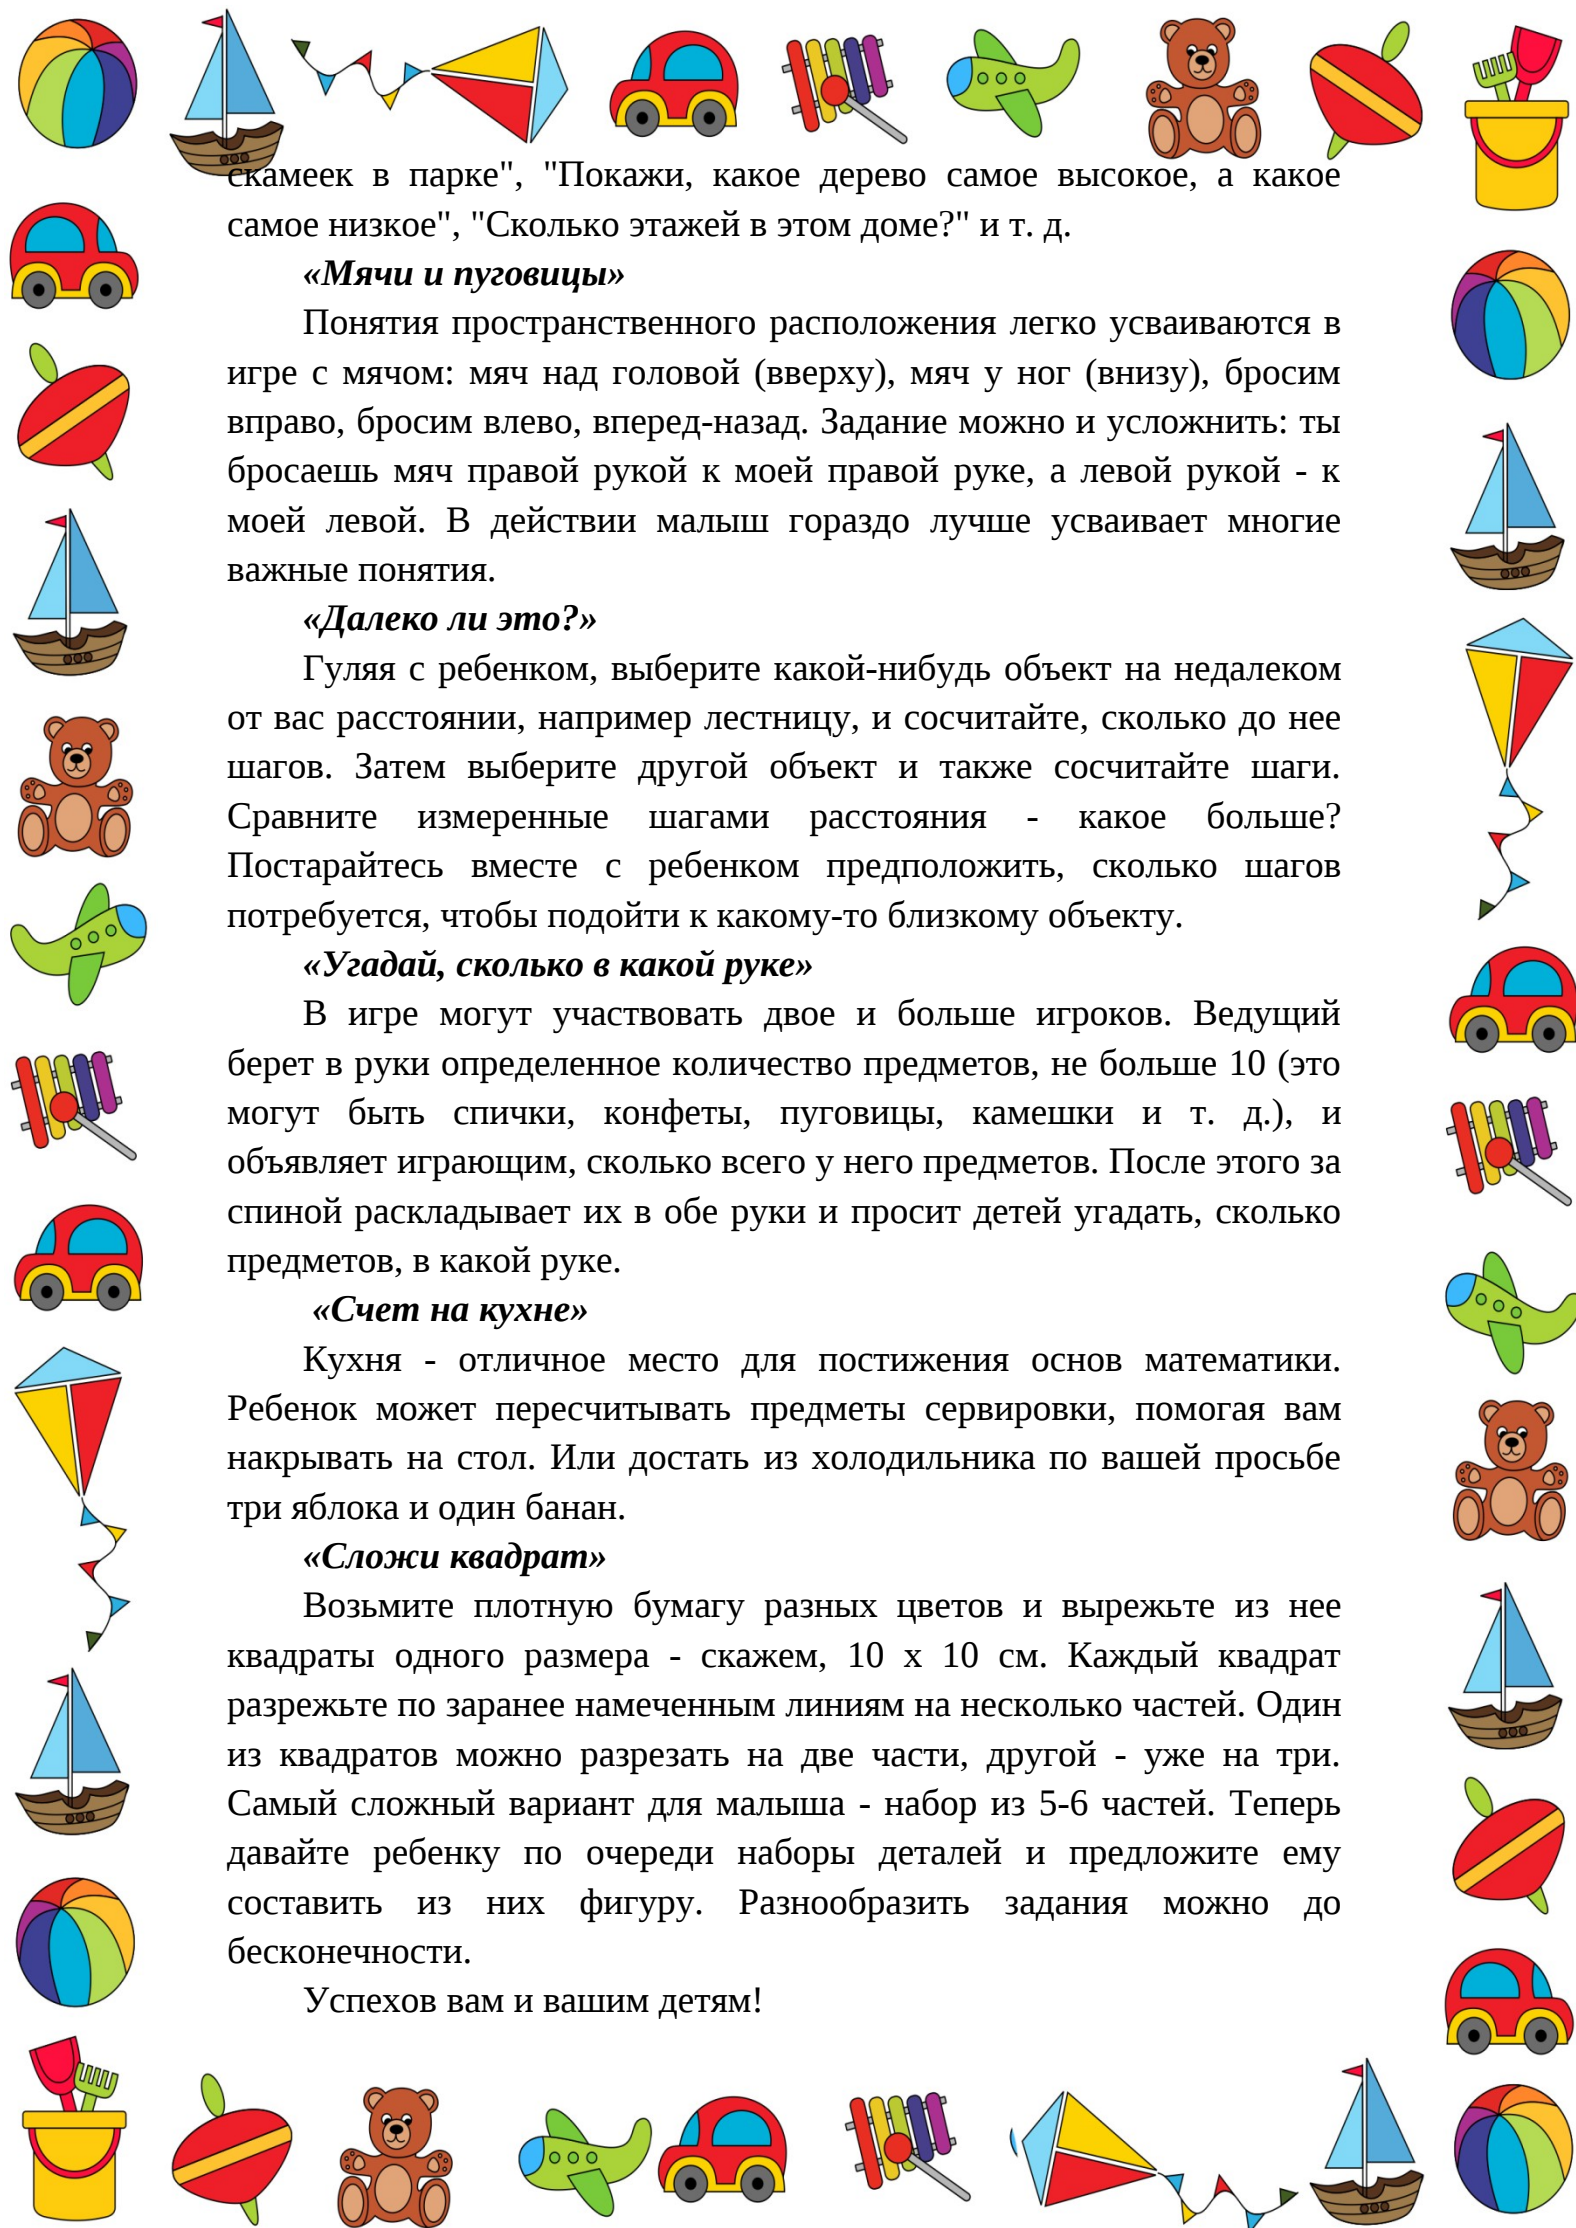 скамеек в парке", "Покажи, какое дерево самое высокое, а какое
самое низкое", "Сколько этажей в этом доме?" и т. д.
«Мячи и пуговицы»
Понятия пространственного расположения легко усваиваются в
игре с мячом: мяч над головой (вверху), мяч у ног (внизу), бросим
вправо, бросим влево, вперед-назад. Задание можно и усложнить: ты
бросаешь мяч правой рукой к моей правой руке, а левой рукой - к
моей левой. В действии малыш гораздо лучше усваивает многие
важные понятия.
«Далеко ли это?»
Гуляя с ребенком, выберите какой-нибудь объект на недалеком
от вас расстоянии, например лестницу, и сосчитайте, сколько до нее
шагов. Затем выберите другой объект и также сосчитайте шаги.
Сравните измеренные шагами расстояния - какое больше?
Постарайтесь вместе с ребенком предположить, сколько шагов
потребуется, чтобы подойти к какому-то близкому объекту.
«Угадай, сколько в какой руке»
В игре могут участвовать двое и больше игроков. Ведущий
берет в руки определенное количество предметов, не больше 10 (это
могут быть спички, конфеты, пуговицы, камешки и т. д.), и
объявляет играющим, сколько всего у него предметов. После этого за
спиной раскладывает их в обе руки и просит детей угадать, сколько
предметов, в какой руке.
«Счет на кухне»
Кухня - отличное место для постижения основ математики.
Ребенок может пересчитывать предметы сервировки, помогая вам
накрывать на стол. Или достать из холодильника по вашей просьбе
три яблока и один банан.
«Сложи квадрат»
Возьмите плотную бумагу разных цветов и вырежьте из нее
квадраты одного размера - скажем, 10 х 10 см. Каждый квадрат
разрежьте по заранее намеченным линиям на несколько частей. Один
из квадратов можно разрезать на две части, другой - уже на три.
Самый сложный вариант для малыша - набор из 5-6 частей. Теперь
давайте ребенку по очереди наборы деталей и предложите ему
составить из них фигуру. Разнообразить задания можно до
бесконечности.
Успехов вам и вашим детям!